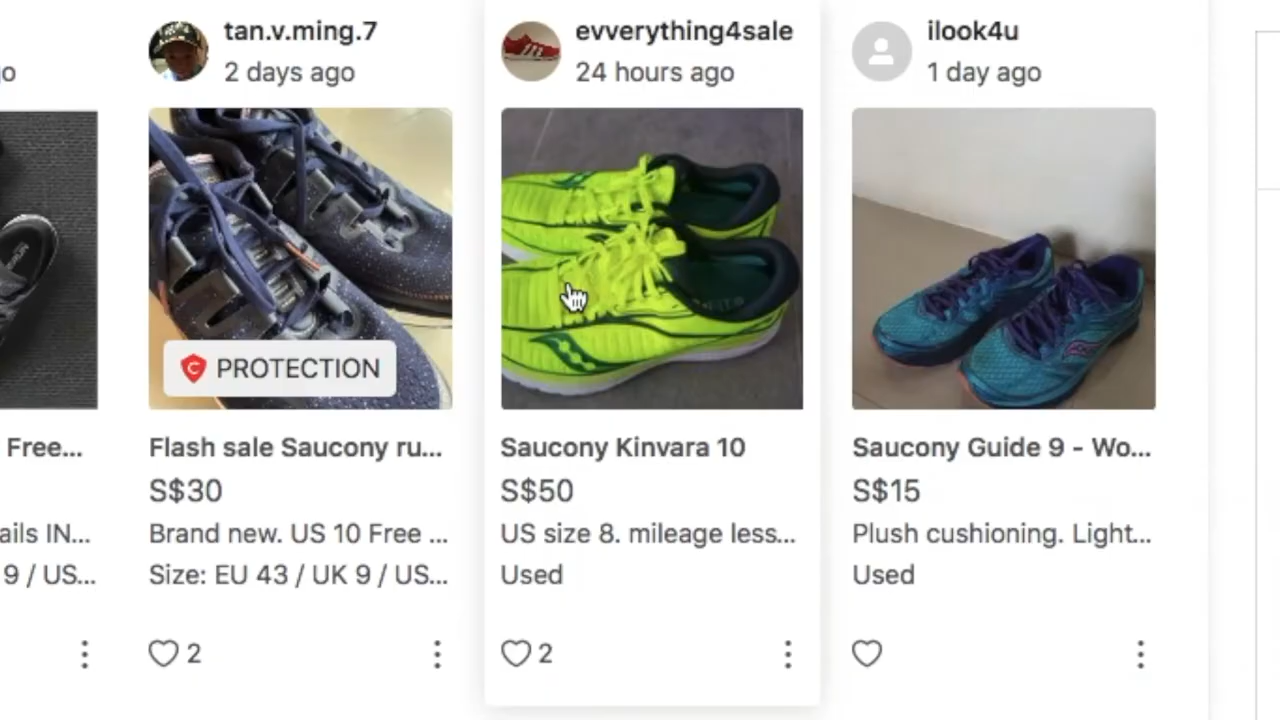 o
tan.v.ming.7
2 days ago
PROTECTION
Flash sale Saucony ru...
S$30
Brand new. US 10 Free ...
Size: EU 43 / UK 9 / US...
2
evverything4sale
24 hours ago
Saucony Kinvara 10
S$50
US size 8. mileage less...
Used
2
ilook4u
1 day ago
Saucony Guide 9 - Wo...
S$15
Plush cushioning. Light...
Used
Free...
ails IN...
9 / US...